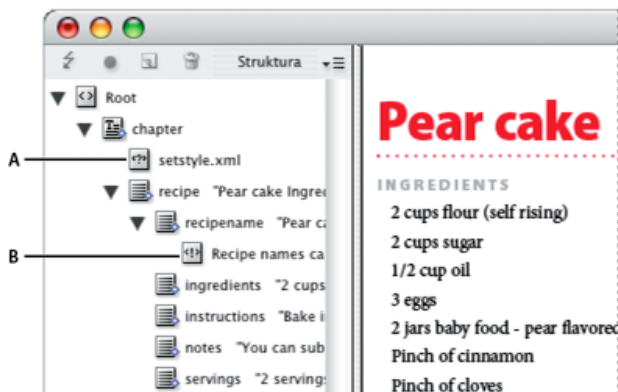 Struktura
Root
chapter
A
setstyle.xml
recipe "Pear cake Ingre
recipename "Pear ca
B
Recipe names ca
ingredients "2 cups
instructions "Bake i
notes "You can sub
servings "2 serving
Pear cake
INGREDIENTS
2 cups flour (self rising)
2 cups sugar
1/2 cup oil
3 eggs
2 jars baby food - pear flavored
Pinch of cinnamon
Pinch of cloves